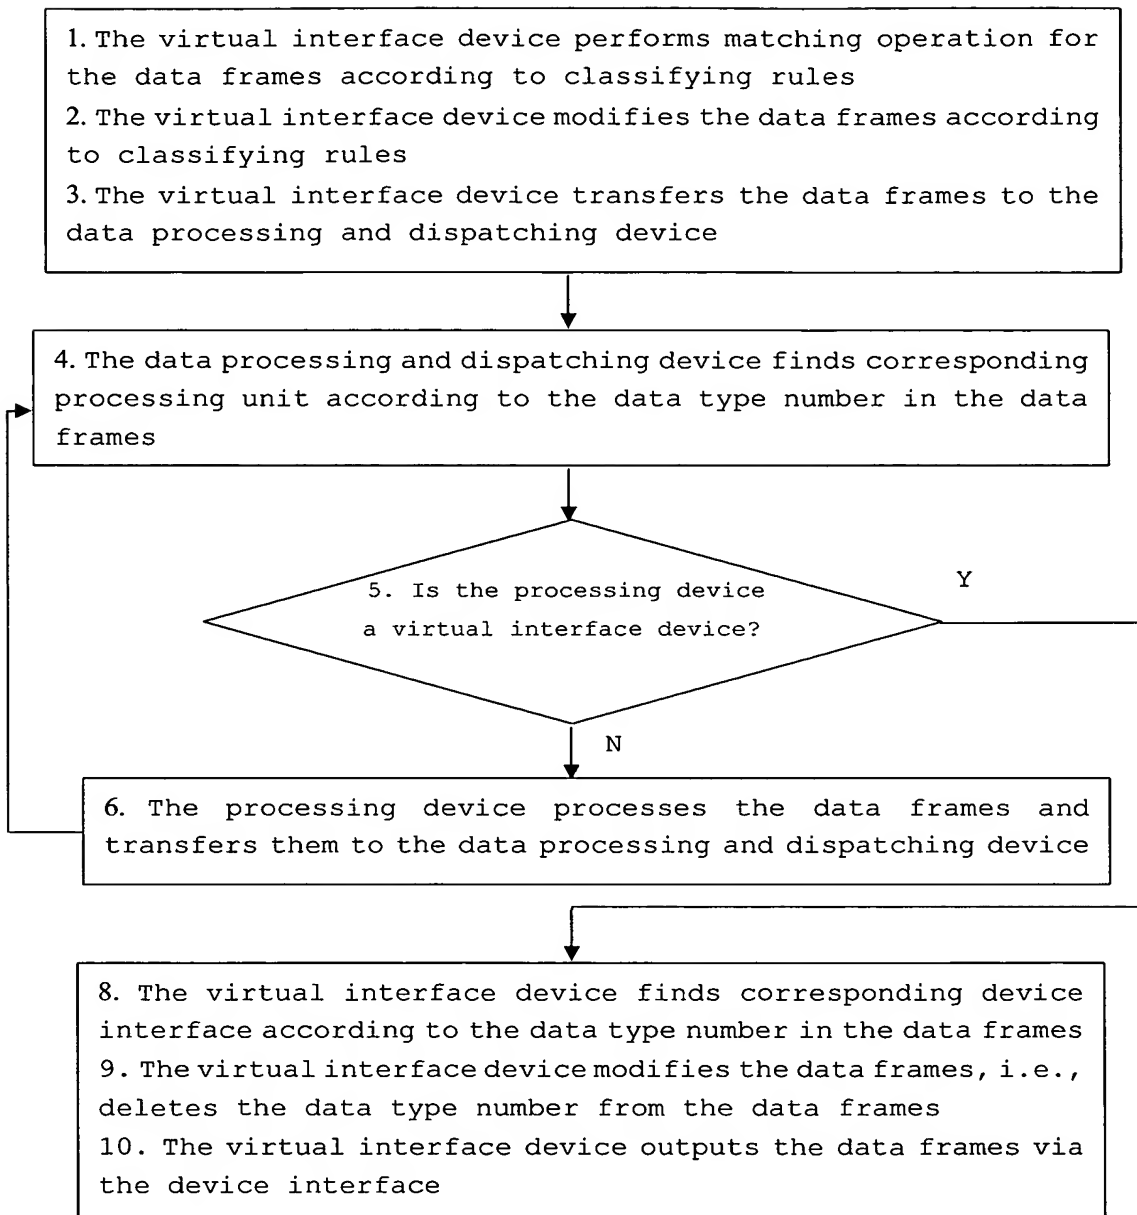 1. The virtual interface device performs matching operation for
the data frames according to classifying rules
2. The virtual interface device modifies the data frames according
to classifying rules
3. The virtual interface device transfers the data frames to the
data processing and dispatching device
4. The data processing and dispatching device finds corresponding
processing unit according to the data type number in the data
frames
5. Is the processing device
a virtual interface device?
Y
N
6. The processing device processes the data frames and
transfers them to the data processing and dispatching device
8. The virtual interface device finds corresponding device
interface according to the data type number in the data frames
9. The virtual interface device modifies the data frames, i.e.,
deletes the data type number from the data frames
10. The virtual interface device outputs the data frames via
the device interface